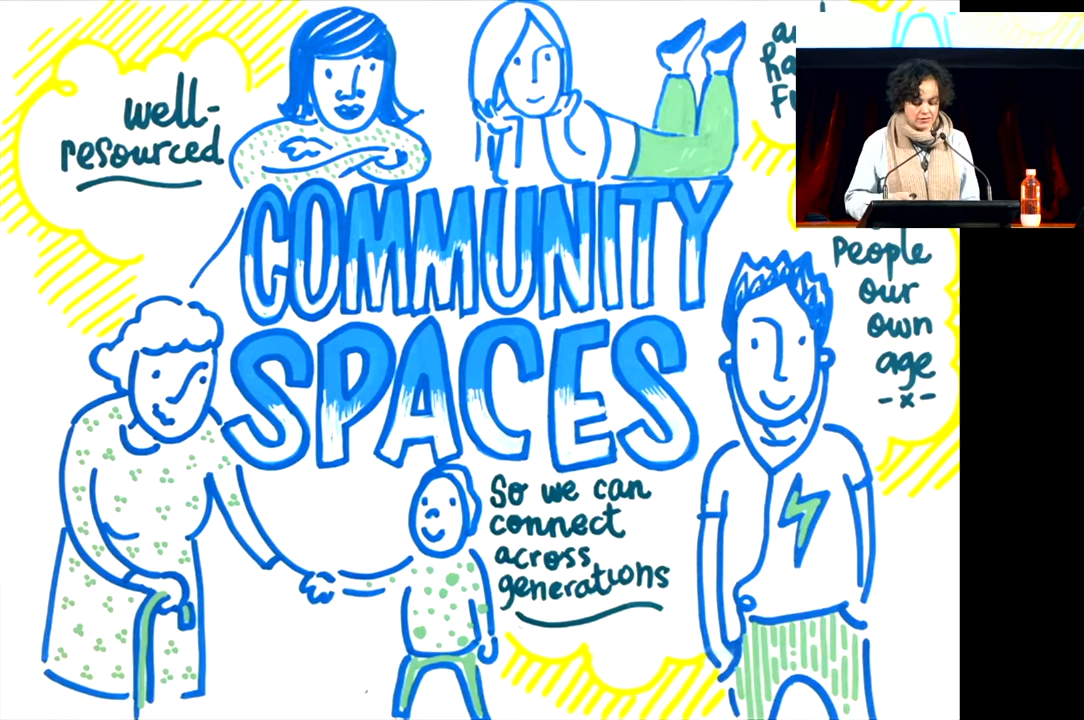 well-
resourced
COMMUNITY
SPACES
People
our
own
age
-x-
So we can
connect
across
generations